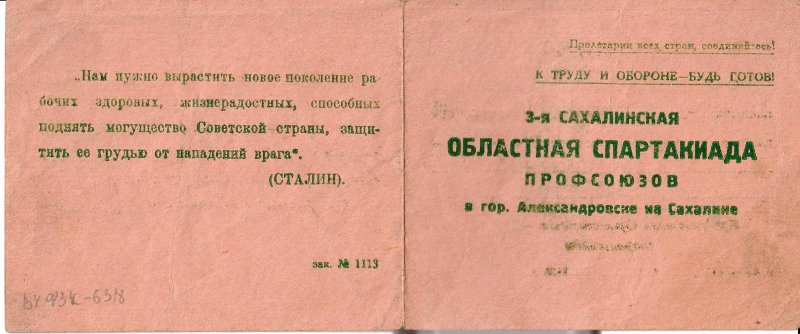 „Нам нужно вырастить новое поколение ра-
бочих здоровых, жизнерадостных, способных
поднять могущество Советской страны, защи-
тить ее грудью от нападений врага“.
(СТАЛИН).
зак. № 1113
Пролетарии всех стран, соединяйтесь!
К ТРУДУ И ОБОРОНЕ—БУДЬ ГОТОВ!
3-я САХАЛИНСКАЯ
ОБЛАСТНАЯ СПАРТАКИАДА
ПРОФСОЮЗОВ
в гор. Александровске на Сахалине